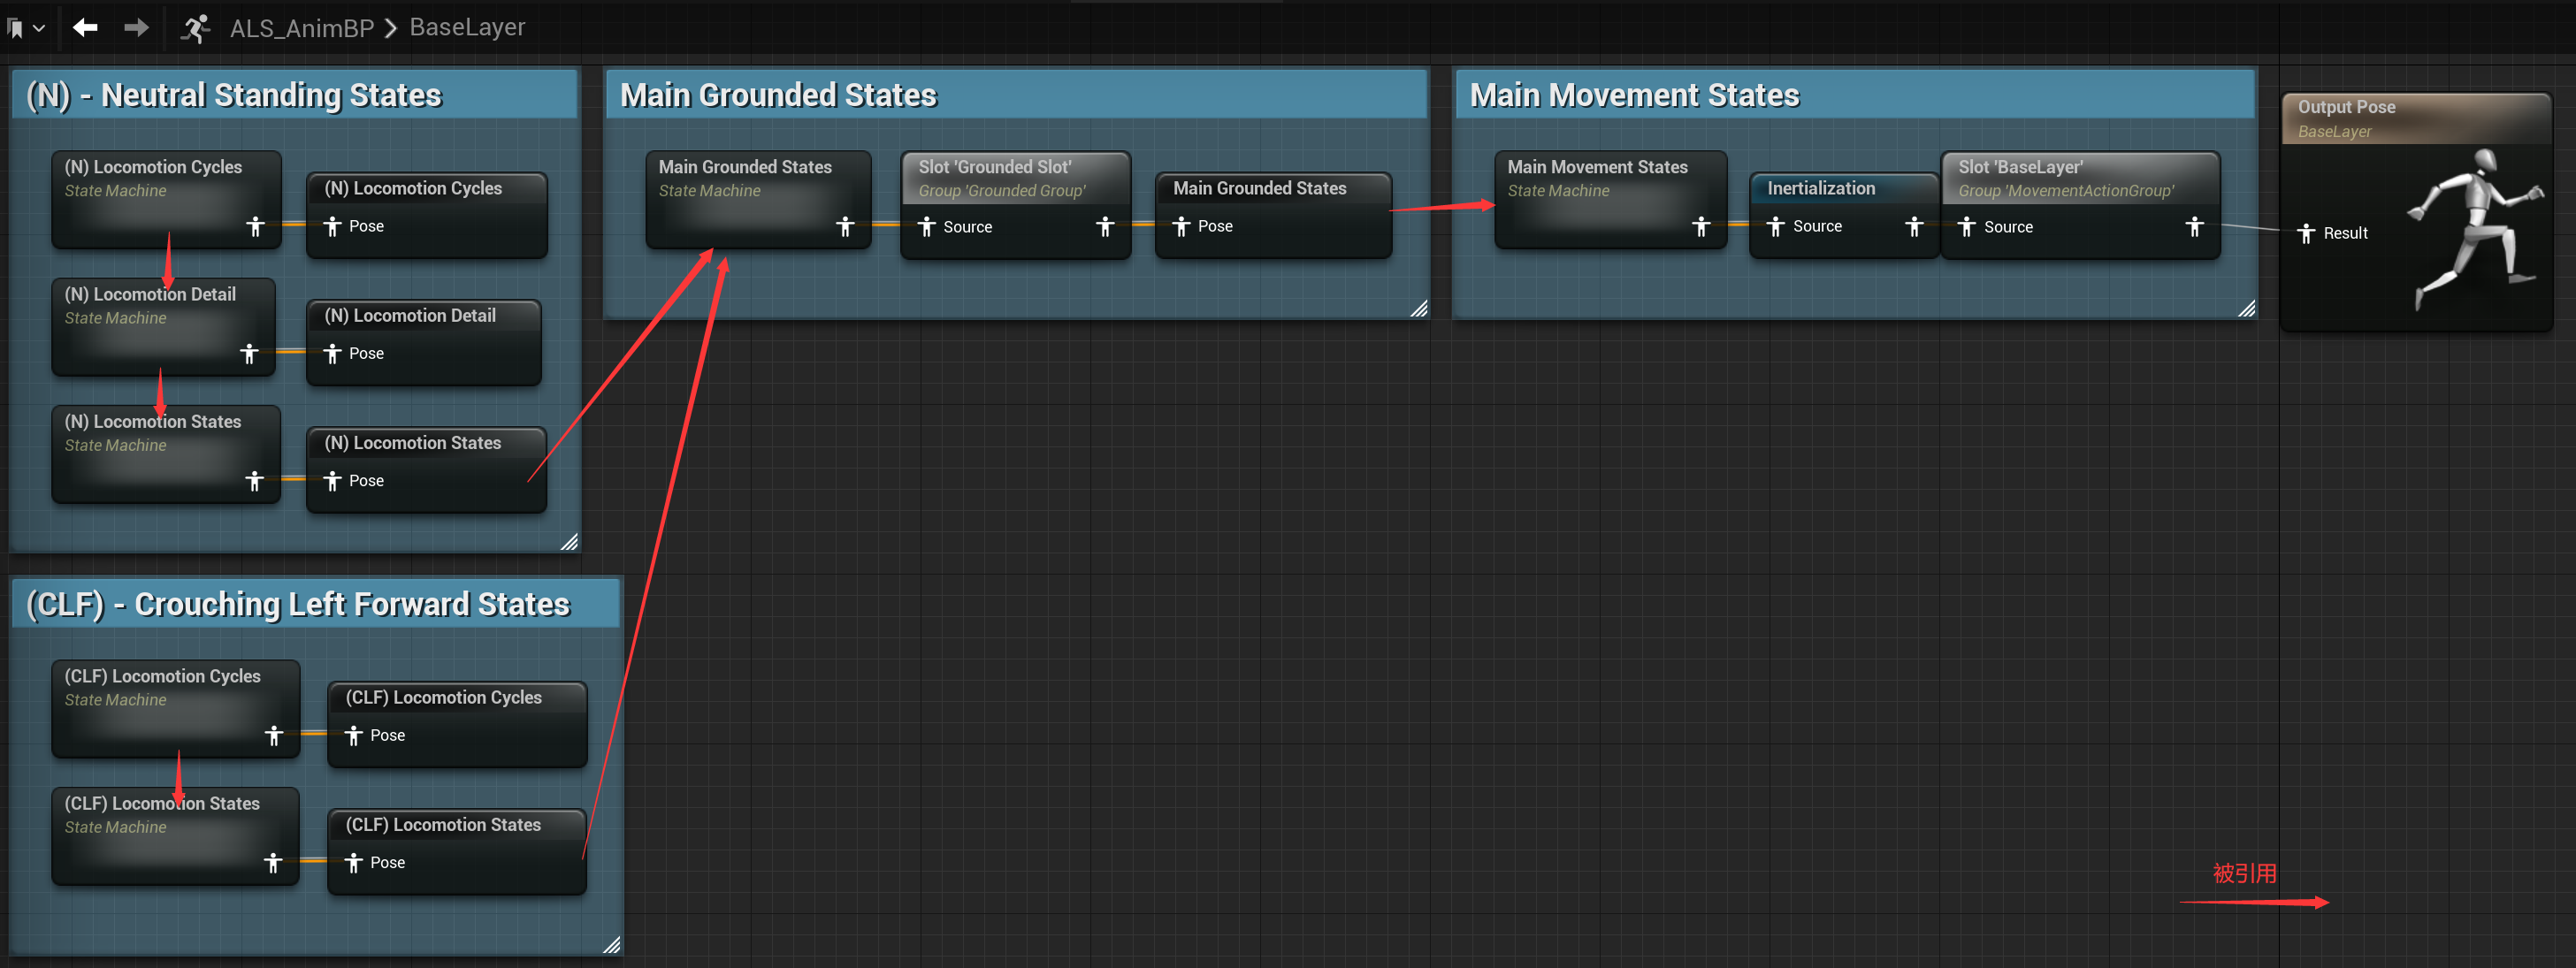 ALS_AnimBP > BaseLayer
(N) - Neutral Standing States
(N) Locomotion Cycles
State Machine
(N) Locomotion Cycles
Pose
(N) Locomotion Detail
State Machine
(N) Locomotion Detail
Pose
(N) Locomotion States
State Machine
(N) Locomotion States
Pose
(CLF) - Crouching Left Forward States
(CLF) Locomotion Cycles
State Machine
(CLF) Locomotion Cycles
Pose
(CLF) Locomotion States
State Machine
(CLF) Locomotion States
Pose
Main Grounded States
Main Grounded States
State Machine
Slot 'Grounded Slot'
Group 'Grounded Group'
Source
Main Grounded States
Pose
Main Movement States
Main Movement States
State Machine
Inertialization
Source
Slot 'BaseLayer'
Group 'MovementActionGroup'
Source
Output Pose
BaseLayer
Result
被引用